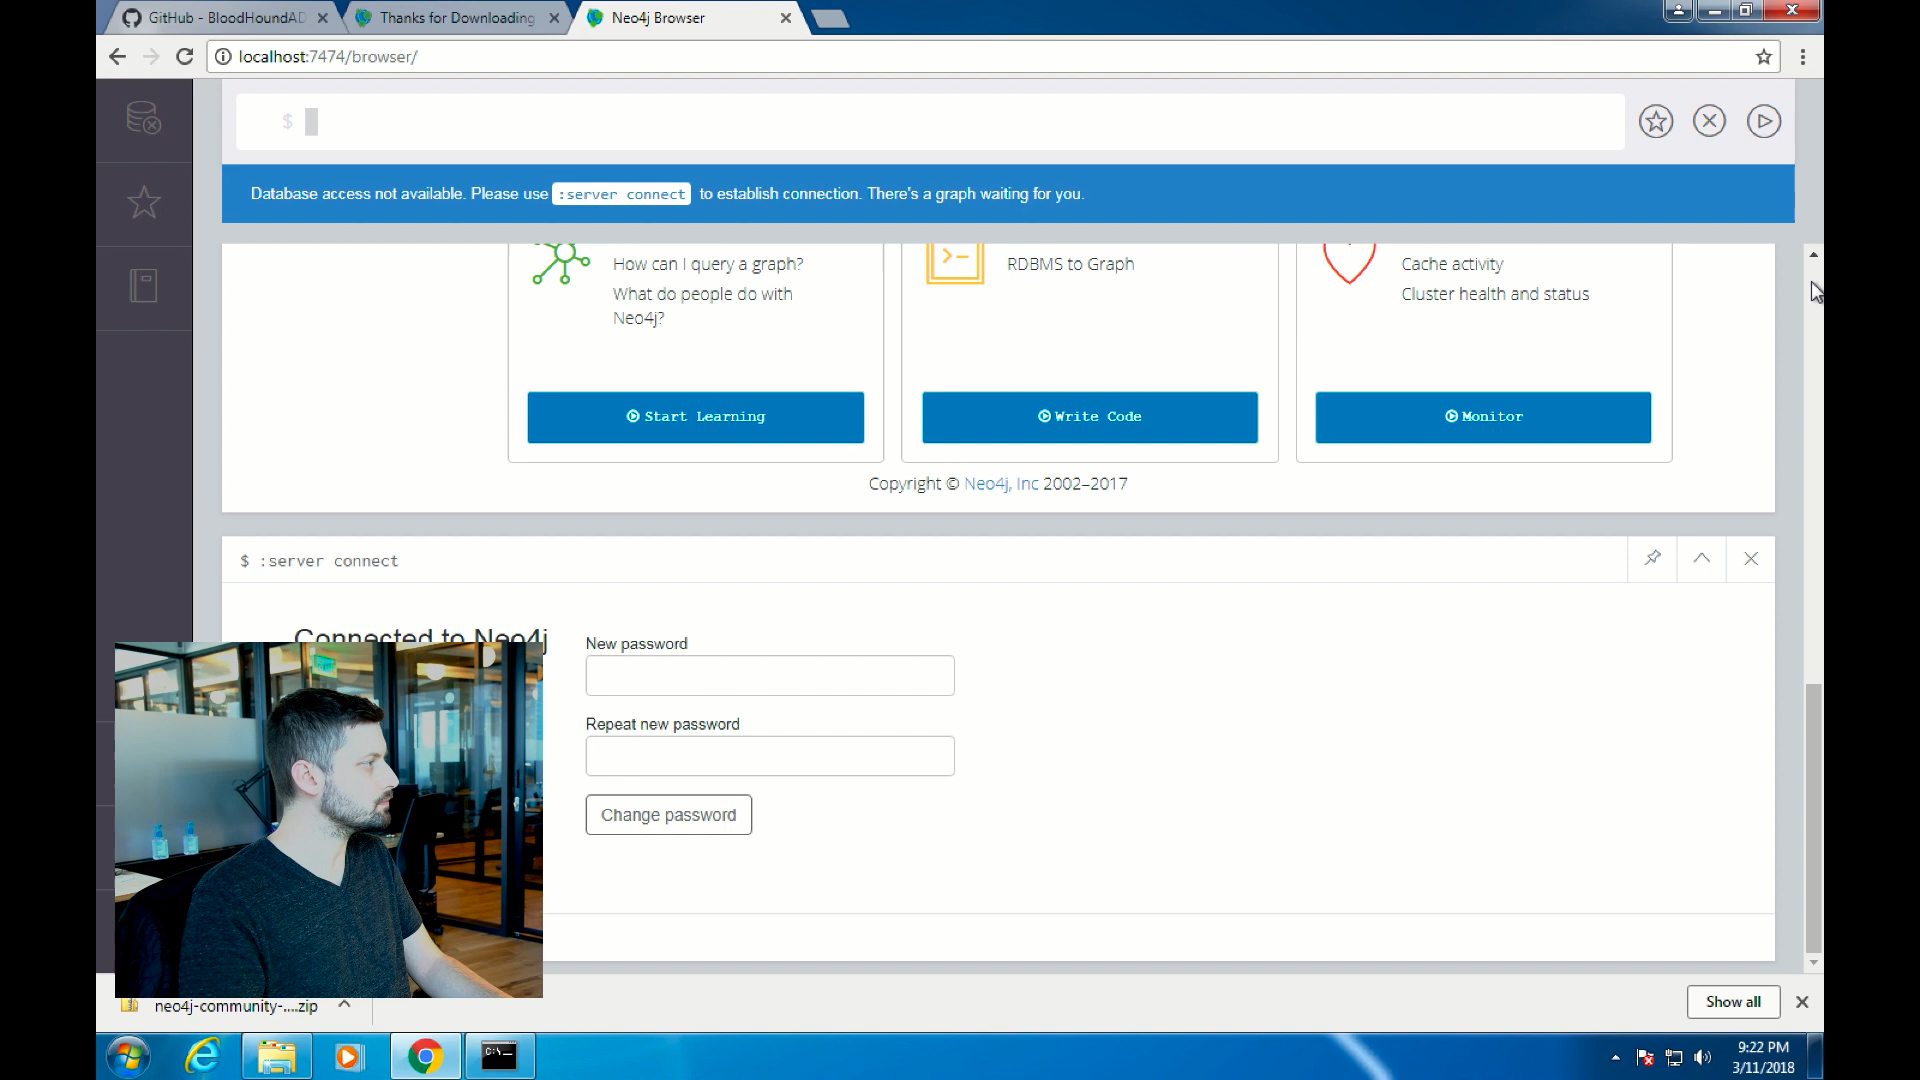 GitHub - BloodHoundAD
Thanks for Downloading
Neo4j Browser
localhost:7474/browser/
$
Database access not available. Please use :server connect to establish connection. There's a graph waiting for you.
How can I query a graph?
What do people do with
Neo4j?
RDBMS to Graph
Cache activity
Cluster health and status
Start Learning
Write Code
Monitor
Copyright © Neo4j, Inc 2002–2017
$ :server connect
Connected to Neo4j
New password
Repeat new password
Change password
neo4j-community-....zip
Show all
C:\_
9:22 PM
3/11/2018